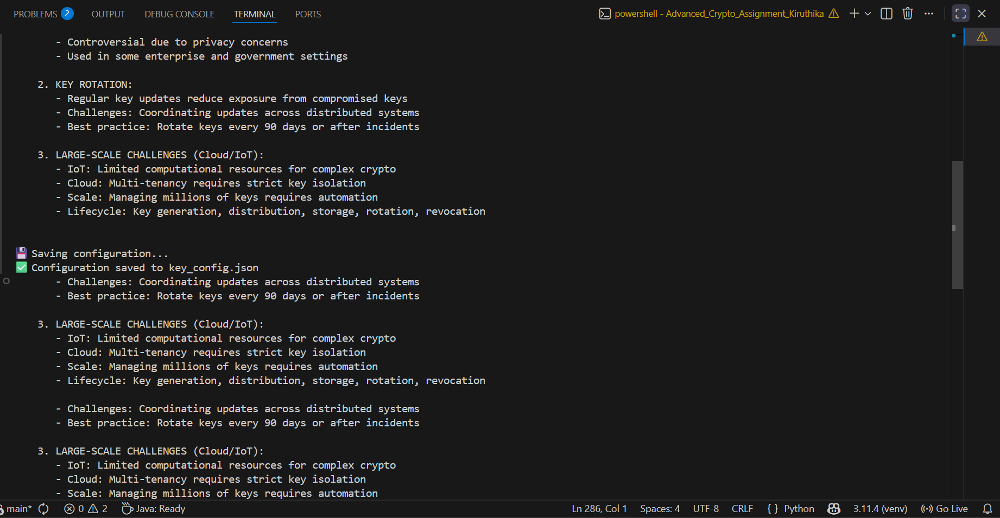 PROBLEMS 2 OUTPUT DEBUG CONSOLE TERMINAL PORTS powershell - Advanced_Crypto_Assignment_Kiruthika
- Controversial due to privacy concerns
- Used in some enterprise and government settings
2. KEY ROTATION:
- Regular key updates reduce exposure from compromised keys
- Challenges: Coordinating updates across distributed systems
- Best practice: Rotate keys every 90 days or after incidents
3. LARGE-SCALE CHALLENGES (Cloud/IoT):
- IoT: Limited computational resources for complex crypto
- Cloud: Multi-tenancy requires strict key isolation
- Scale: Managing millions of keys requires automation
- Lifecycle: Key generation, distribution, storage, rotation, revocation
💾 Saving configuration...
✅ Configuration saved to key_config.json
- Challenges: Coordinating updates across distributed systems
- Best practice: Rotate keys every 90 days or after incidents
3. LARGE-SCALE CHALLENGES (Cloud/IoT):
- IoT: Limited computational resources for complex crypto
- Cloud: Multi-tenancy requires strict key isolation
- Scale: Managing millions of keys requires automation
- Lifecycle: Key generation, distribution, storage, rotation, revocation
- Challenges: Coordinating updates across distributed systems
- Best practice: Rotate keys every 90 days or after incidents
3. LARGE-SCALE CHALLENGES (Cloud/IoT):
- IoT: Limited computational resources for complex crypto
- Cloud: Multi-tenancy requires strict key isolation
- Scale: Managing millions of keys requires automation
main* 0 2 Java: Ready Ln 286, Col 1 Spaces: 4 UTF-8 CRLF { } Python 3.11.4 (venv) Go Live